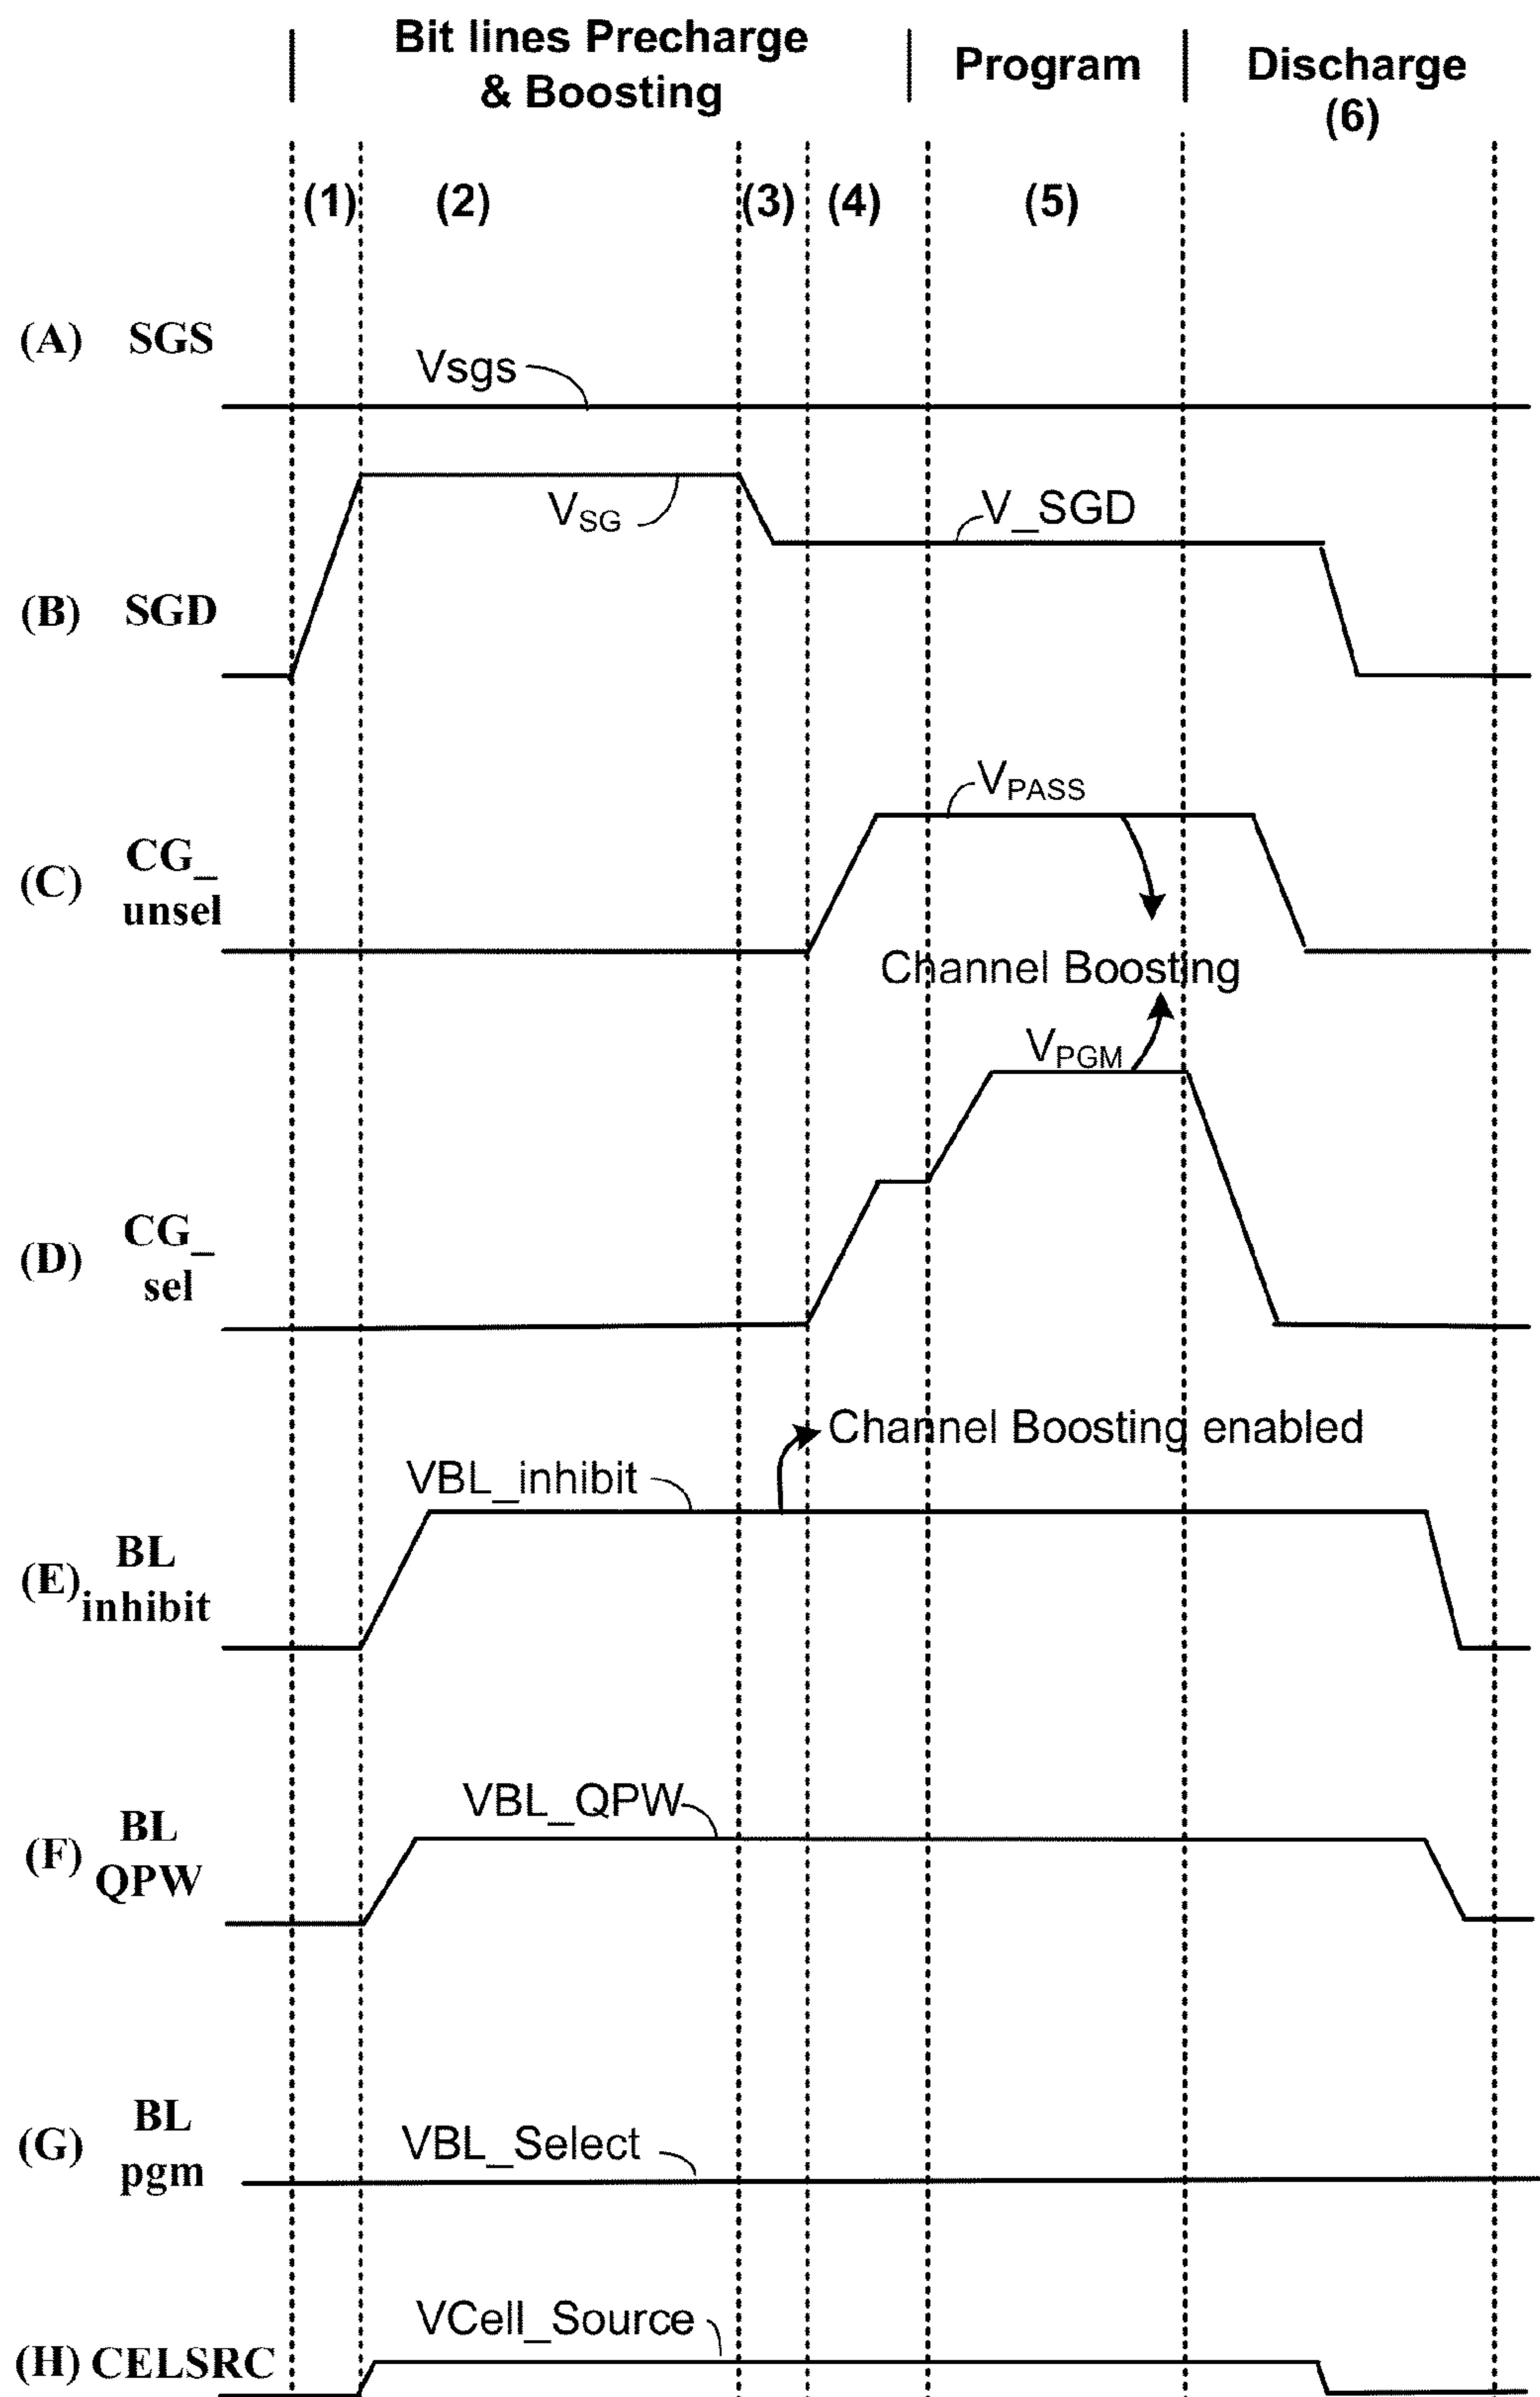 Bit lines Precharge
& Boosting
Program
Discharge
(6)
(1)
(2)
(3)
(4)
(5)
(A) SGS
Vsgs
VSG
V_SGD
(B) SGD
VPASS
(C) CG_
unsel
Channel Boosting
VPGM
(D) CG_
sel
Channel Boosting enabled
VBL_inhibit
(E) BL
inhibit
VBL_QPW
(F) BL
QPW
(G) BL
pgm
VBL_Select
VCell_Source
(H) CELSRC